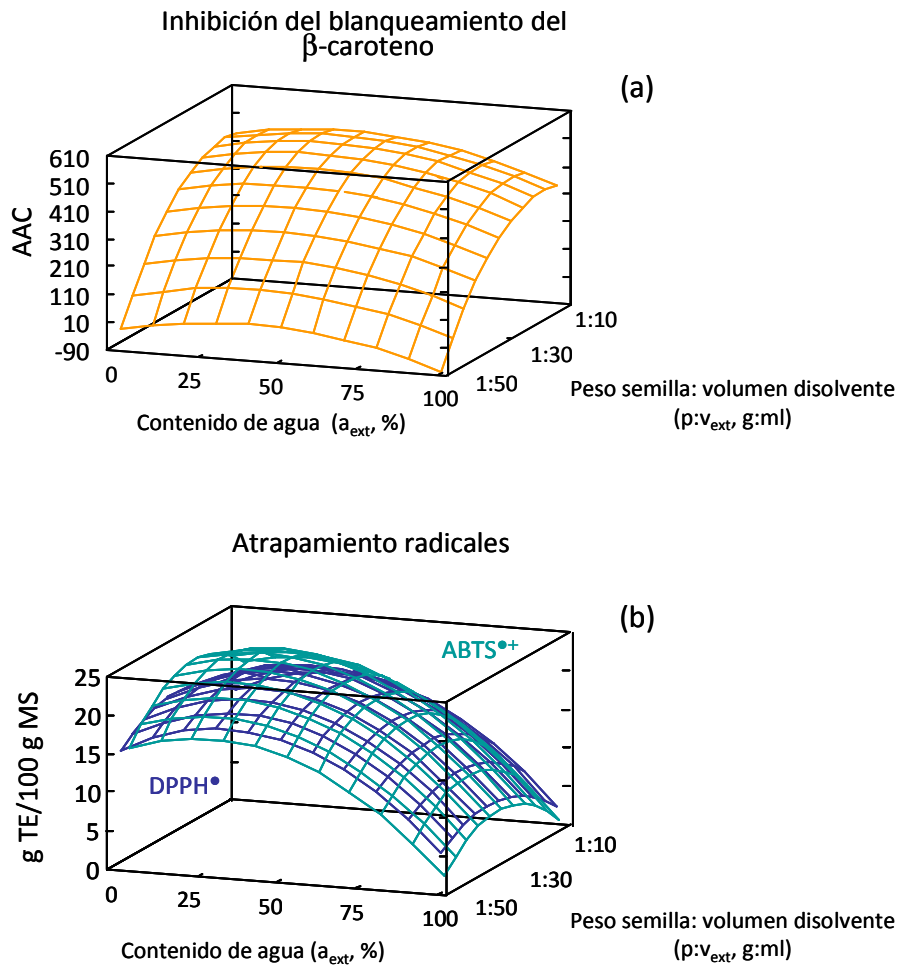 Inhibición del blanqueamiento del
β-caroteno
(a)
AAC
610
510
410
310
210
110
10
-90
0
25
50
75
100
1:50
1:30
1:10
Contenido de agua (aext, %)
Peso semilla: volumen disolvente
(p:vext, g:ml)
Atrapamiento radicales
(b)
ABTS•+
DPPH•
g TE/100 g MS
25
20
15
10
5
0
0
25
50
75
100
1:50
1:30
1:10
Contenido de agua (aext, %)
Peso semilla: volumen disolvente
(p:vext, g:ml)